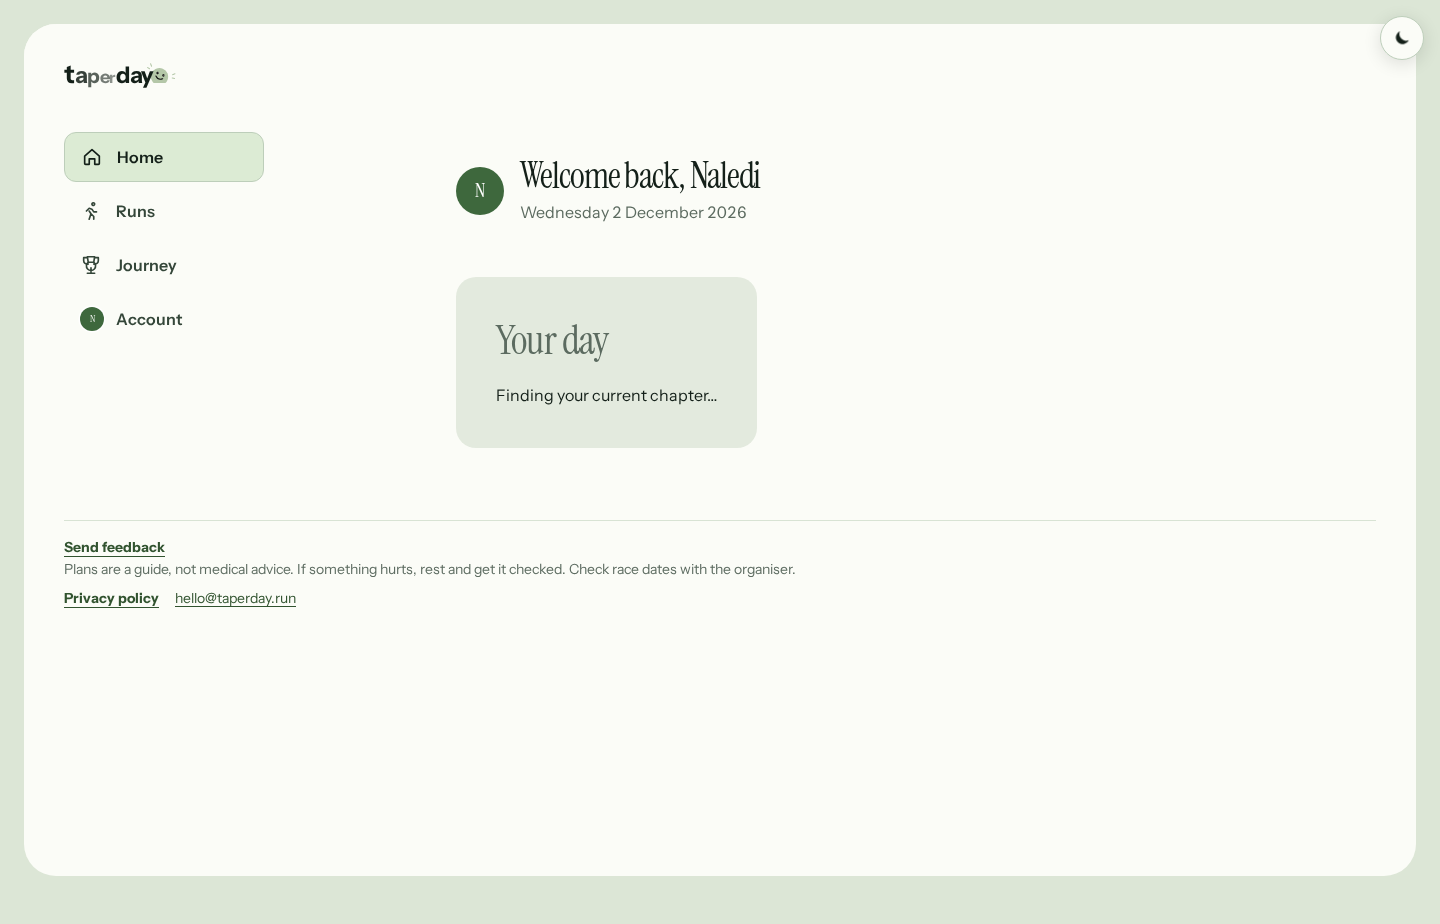 taperday
Home
Runs
Journey
N Account
N
Welcome back, Naledi
Wednesday 2 December 2026
Your day
Finding your current chapter...
Send feedback
Plans are a guide, not medical advice. If something hurts, rest and get it checked. Check race dates with the organiser.
Privacy policy hello@taperday.run